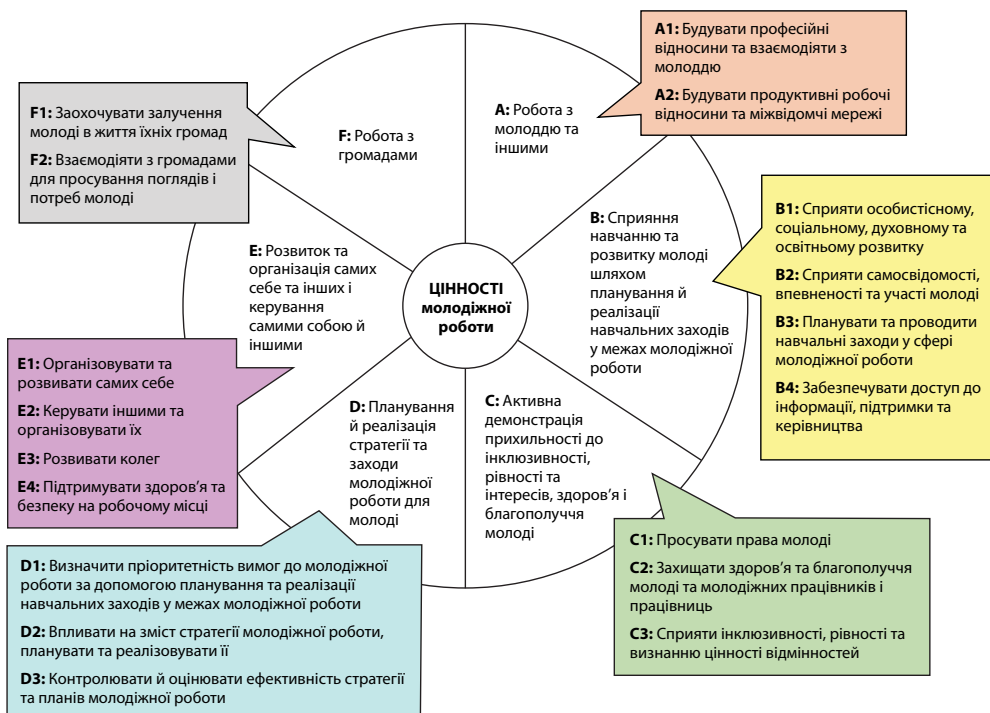 ЦІННОСТІ
молодіжної
роботи
A: Робота з
молоддю та
іншими
A1: Будувати професійні
відносини та взаємодіяти з
молоддю
A2: Будувати продуктивні робочі
відносини та міжвідомчі мережі
B: Сприяння
навчанню та
розвитку молоді
шляхом
планування й
реалізації
навчальних заходів
у межах молодіжної
роботи
B1: Сприяти особистісному,
соціальному, духовному та
освітньому розвитку
B2: Сприяти самосвідомості,
впевненості та участі молоді
B3: Планувати та проводити
навчальні заходи у сфері
молодіжної роботи
B4: Забезпечувати доступ до
інформації, підтримки та
керівництва
C: Активна
демонстрація
прихильності до
інклюзивності,
рівності та
інтересів, здоров’я і
благополуччя
молоді
C1: Просувати права молоді
C2: Захищати здоров’я та благополуччя
молоді та молодіжних працівників і
працівниць
C3: Сприяти інклюзивності, рівності та
визнанню цінності відмінностей
D: Планування
й реалізація
стратегії та
заходи
молодіжної
роботи для
молоді
D1: Визначити пріоритетність вимог до молодіжної
роботи за допомогою планування та реалізації
навчальних заходів у межах молодіжної роботи
D2: Впливати на зміст стратегії молодіжної роботи,
планувати та реалізовувати її
D3: Контролювати й оцінювати ефективність стратегії
та планів молодіжної роботи
E: Розвиток та
організація самих
себе та інших і
керування
самими собою й
іншими
E1: Організовувати та
розвивати самих себе
E2: Керувати іншими та
організовувати їх
E3: Розвивати колег
E4: Підтримувати здоров’я та
безпеку на робочому місці
F: Робота з
громадами
F1: Заохочувати залучення
молоді в життя їхніх громад
F2: Взаємодіяти з громадами
для просування поглядів і
потреб молоді